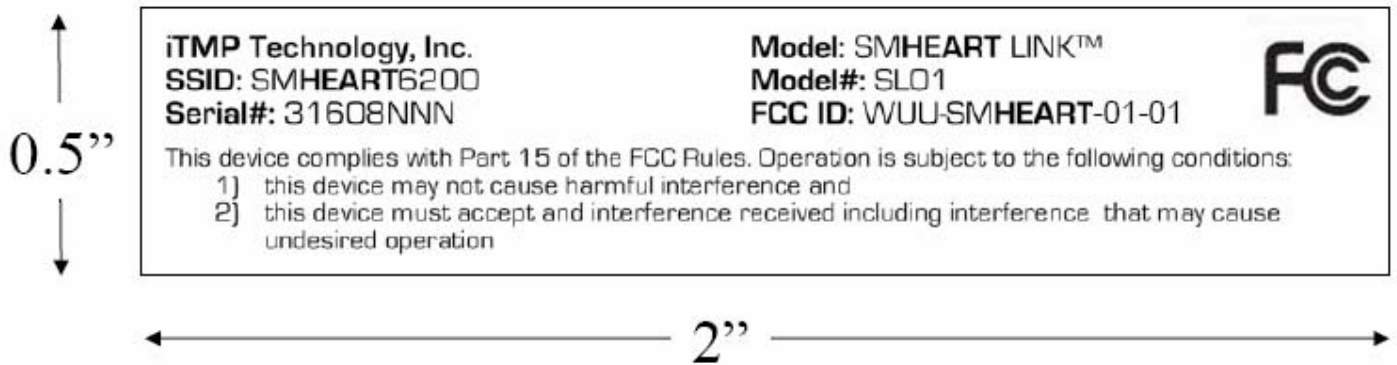 iTMP Technology, Inc.
SSID: SMHEART6200
Serial#: 31608NNN
Model: SMHEART LINK™
Model#: SL01
FCC ID: WUU-SMHEART-01-01
FCC
This device complies with Part 15 of the FCC Rules. Operation is subject to the following conditions:
1) this device may not cause harmful interference and
2) this device must accept and interference received including interference that may cause
undesired operation
0.5”
2”